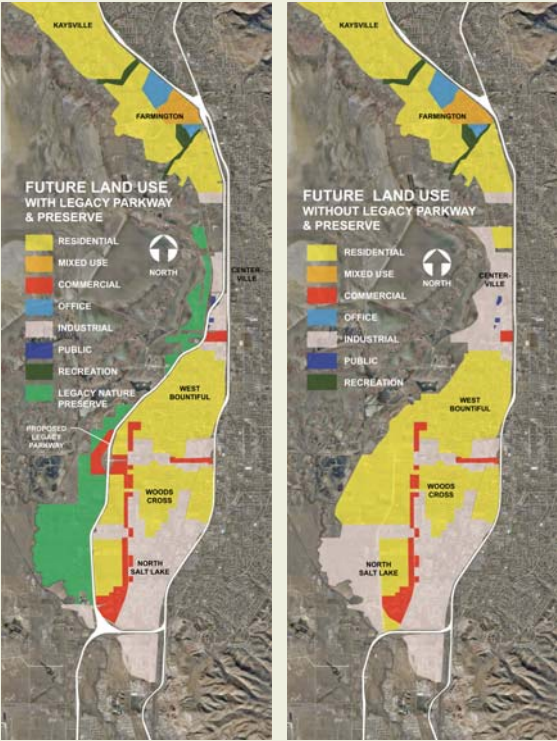 KAYSVILLE
FARMINGTON
FUTURE LAND USE
WITH LEGACY PARKWAY
& PRESERVE
RESIDENTIAL
MIXED USE
COMMERCIAL
OFFICE
INDUSTRIAL
PUBLIC
RECREATION
LEGACY NATURE
PRESERVE
NORTH
CENTER-
VILLE
WEST
BOUNTIFUL
PROPOSED
LEGACY
PARKWAY
WOODS
CROSS
NORTH
SALT LAKE
KAYSVILLE
FARMINGTON
FUTURE LAND USE
WITHOUT LEGACY PARKWAY
& PRESERVE
RESIDENTIAL
MIXED USE
COMMERCIAL
OFFICE
INDUSTRIAL
PUBLIC
RECREATION
NORTH
CENTER-
VILLE
WEST
BOUNTIFUL
WOODS
CROSS
NORTH
SALT LAKE